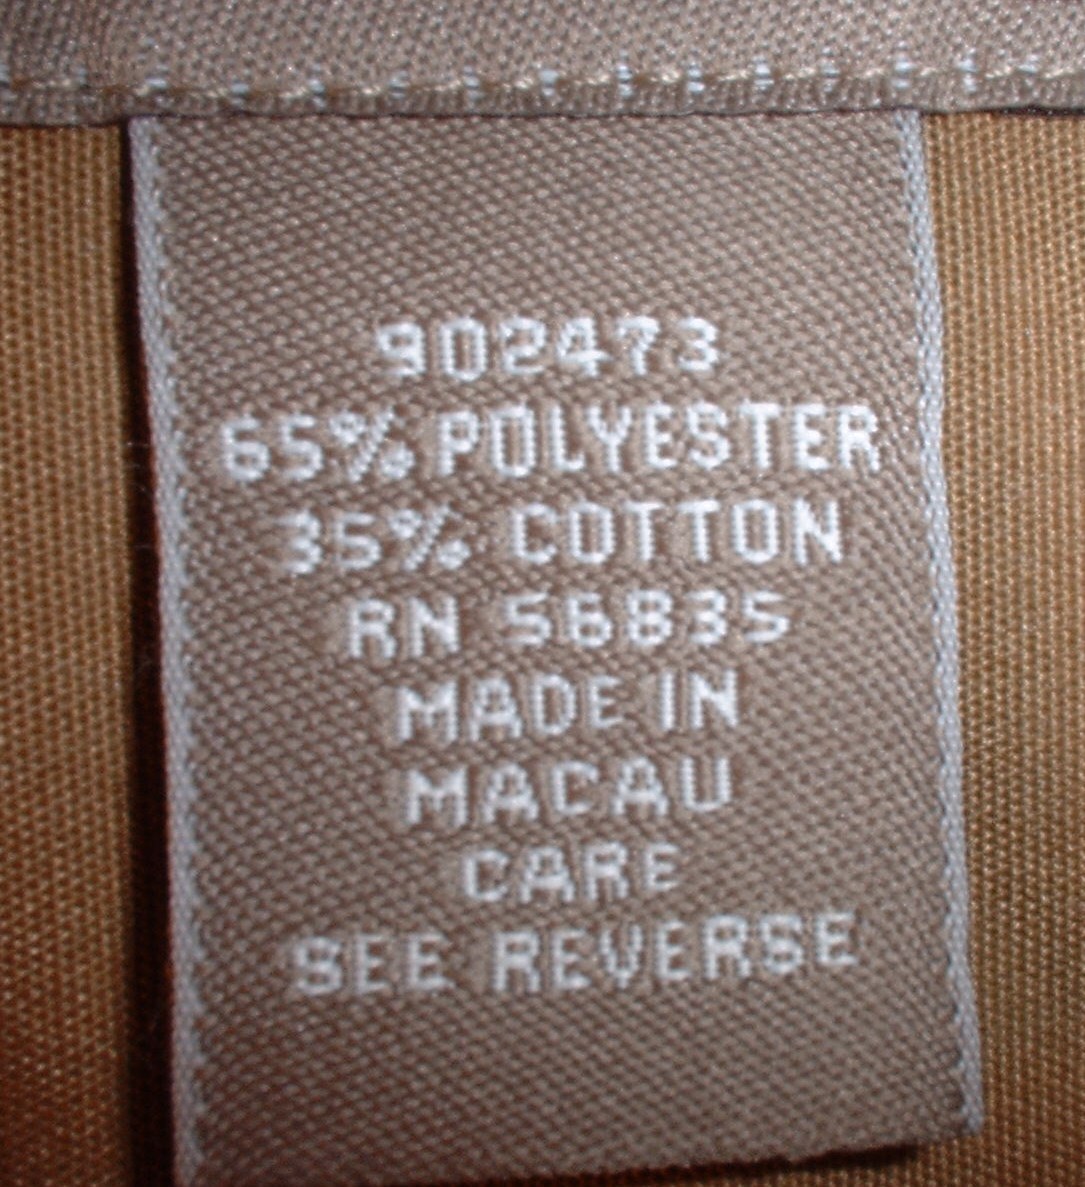 902473
65% POLYESTER
35% COTTON
RN 56835
MADE IN
MACAU
CARE
SEE REVERSE